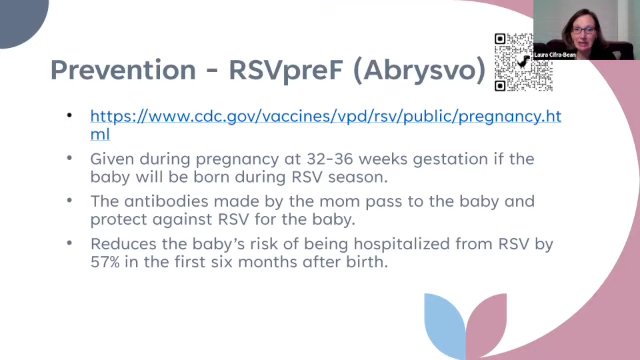 Laura Cifra-Bean
Prevention - RSVpreF (Abrysvo)
• https://www.cdc.gov/vaccines/vpd/rsv/public/pregnancy.ht
ml
• Given during pregnancy at 32-36 weeks gestation if the
baby will be born during RSV season.
• The antibodies made by the mom pass to the baby and
protect against RSV for the baby.
• Reduces the baby's risk of being hospitalized from RSV by
57% in the first six months after birth.